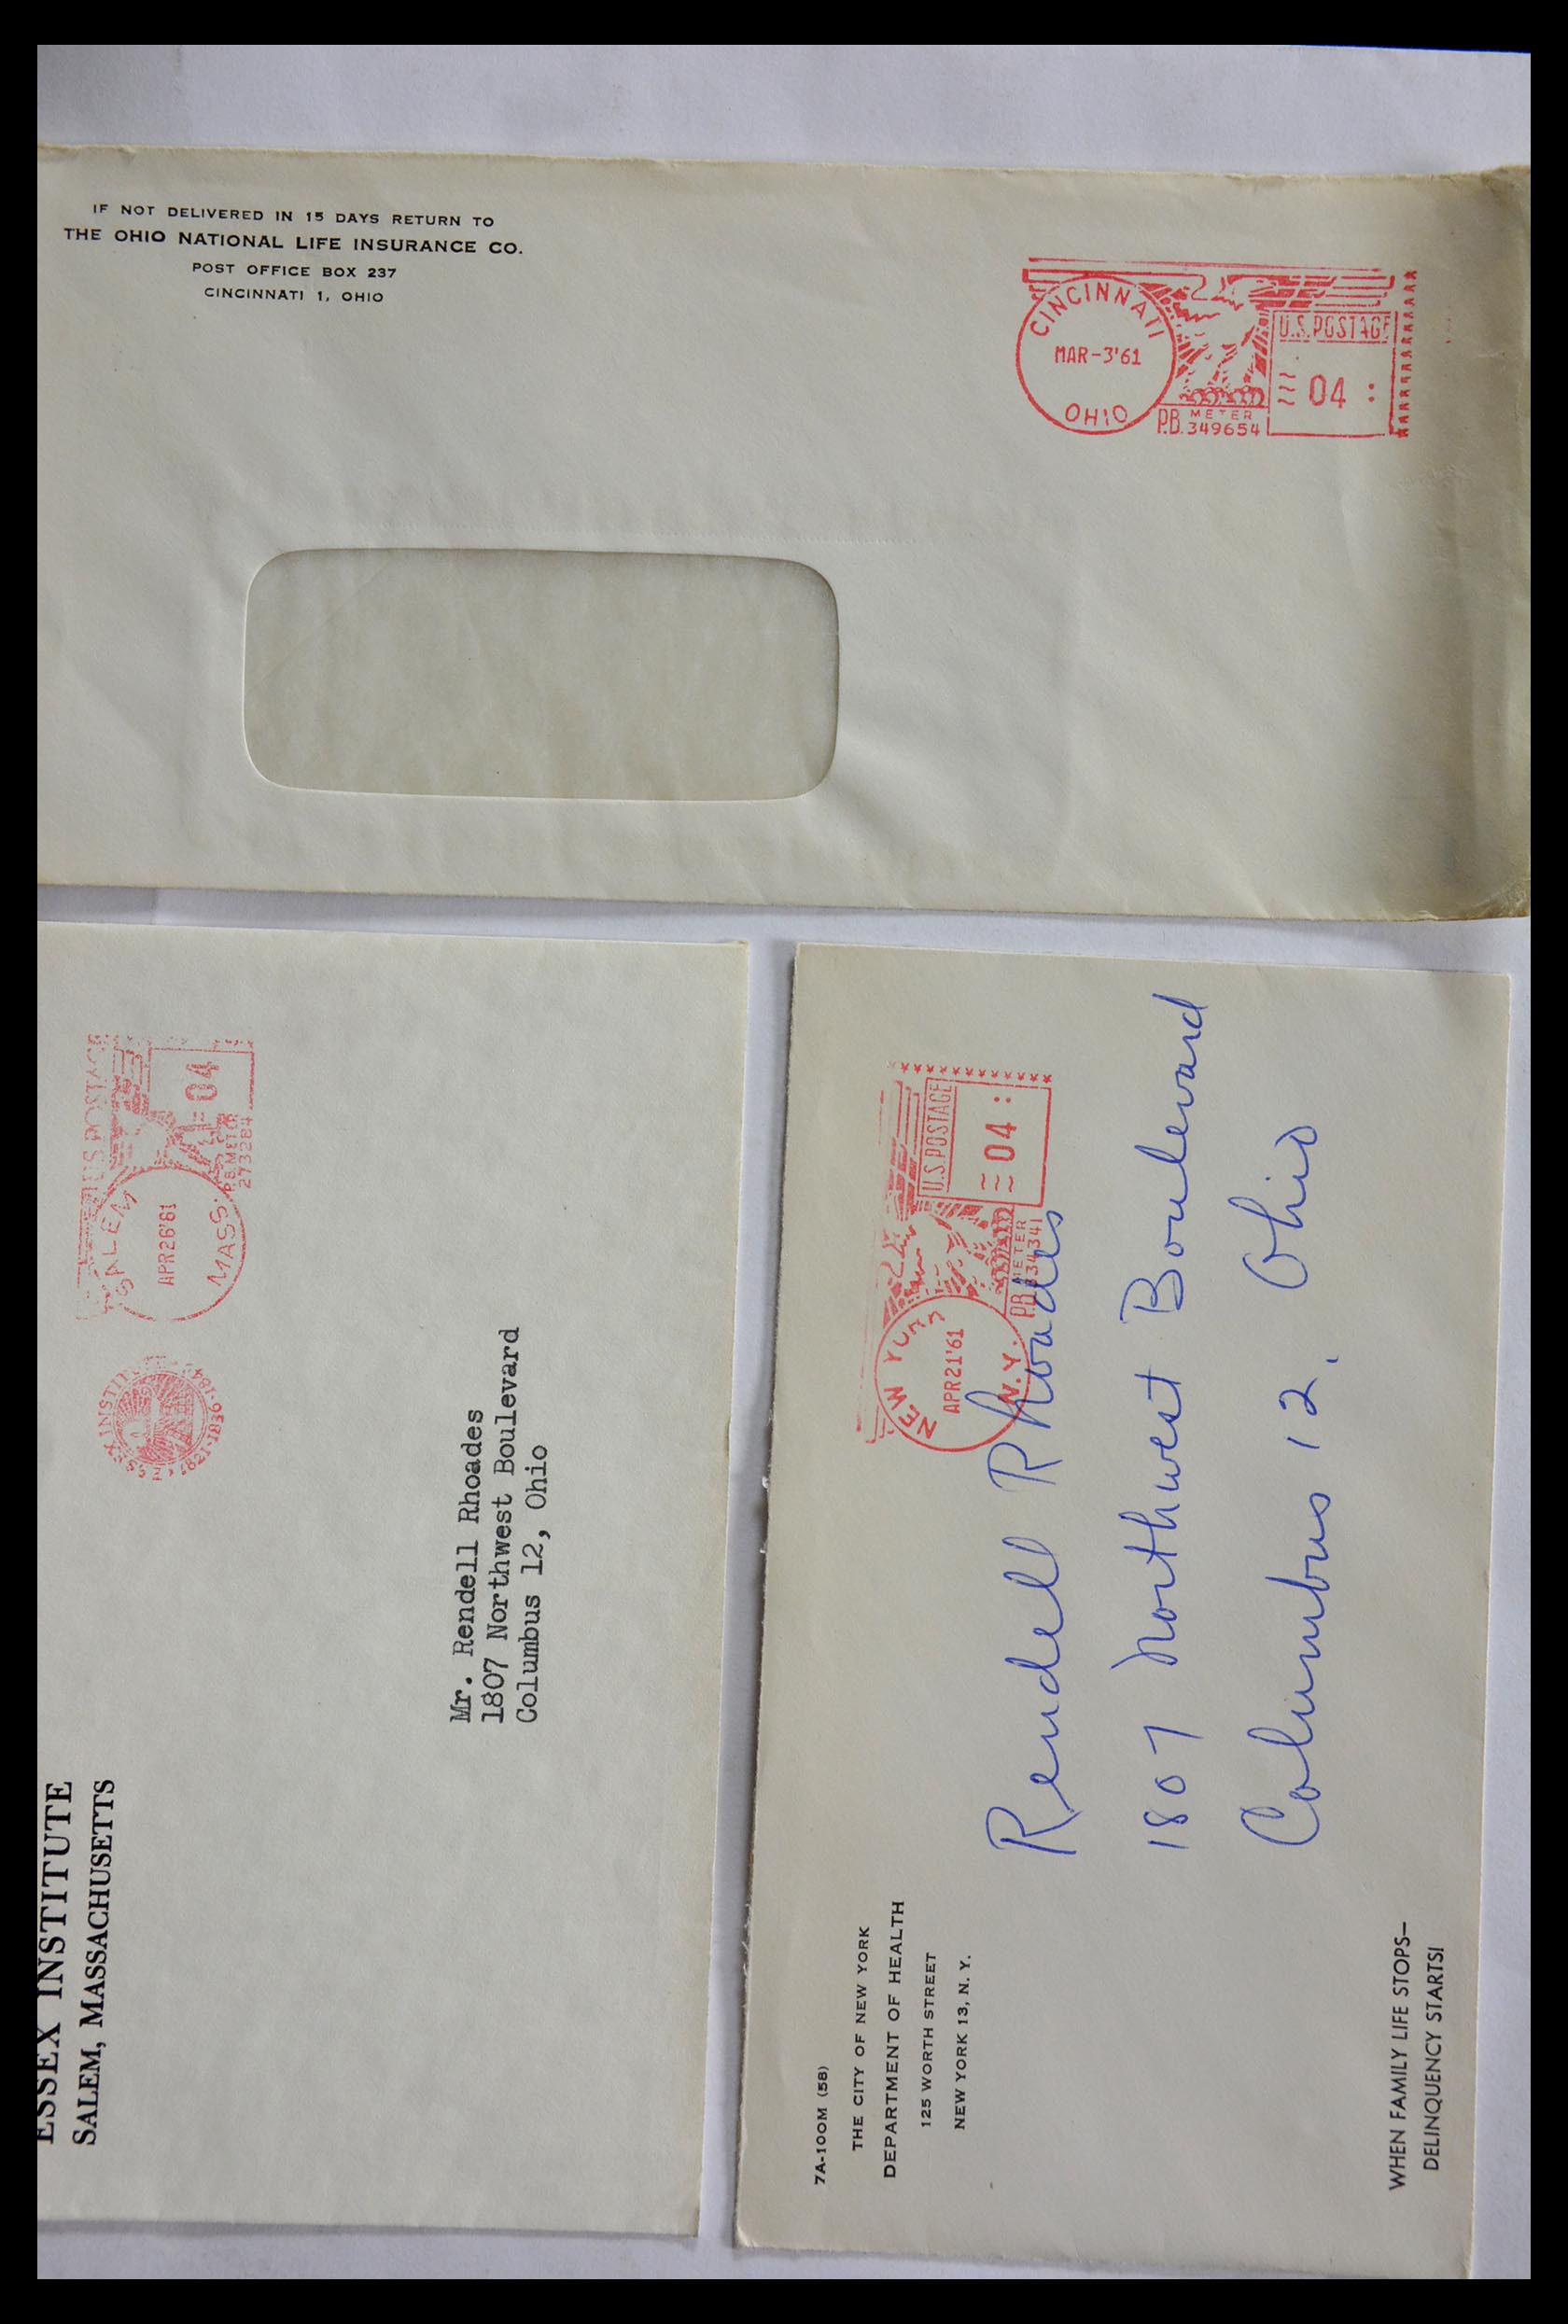 IF NOT DELIVERED IN 15 DAYS RETURN TO
THE OHIO NATIONAL LIFE INSURANCE CO.
POST OFFICE BOX 237
CINCINNATI 1, OHIO
CINCINNATI
MAR-3'61
OHIO
P.B. METER
349654
U.S. POSTAGE
04
ESSEX INSTITUTE
SALEM, MASSACHUSETTS
1821·1836·184
SALEM
APR26'61
MASS.
US POSTAGE
04
P.B. METER
273284
Mr. Rendell Rhoades
1807 Northwest Boulevard
Columbus 12, Ohio
7A-100M (58)
THE CITY OF NEW YORK
DEPARTMENT OF HEALTH
125 WORTH STREET
NEW YORK 13, N. Y.
NEW YORK
APR21'61
N.Y.
P.B. METER
U.S. POSTAGE
04
Rendell Rhoades
1807 Northwest Boulevard
Columbus 12, Ohio
WHEN FAMILY LIFE STOPS—
DELINQUENCY STARTS!